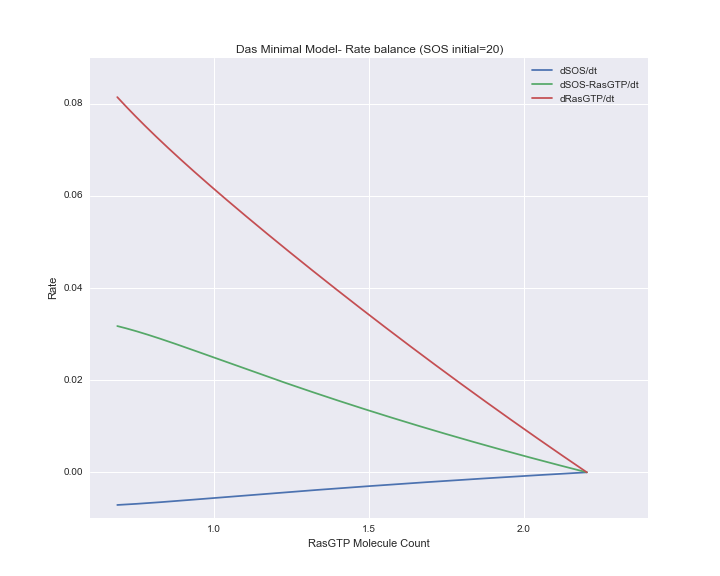 Das Minimal Model- Rate balance (SOS initial=20)
dSOS/dt
dSOS-RasGTP/dt
dRasGTP/dt
0.08
0.06
0.04
0.02
0.00
Rate
1.0 1.5 2.0
RasGTP Molecule Count